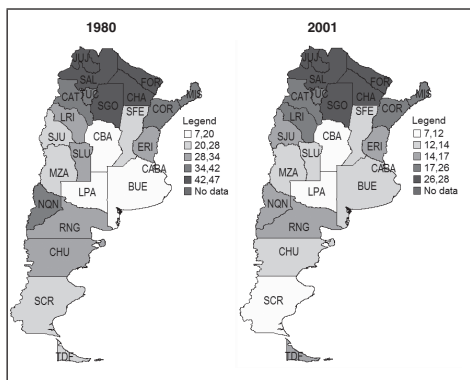 1980
JUJ
SAL
FOR
CAT
TUC
SGO
CHA
MIS
COR
SFE
LRI
SJU
CBA
ERI
SLU
MZA
CABA
LPA
BUE
NQN
RNG
CHU
SCR
TDF
Legend
7,20
20,28
28,34
34,42
42,47
No data
2001
JUJ
SAL
FOR
CAT
TUC
SGO
CHA
MIS
COR
SFE
LRI
SJU
CBA
ERI
SLU
MZA
CABA
LPA
BUE
NQN
RNG
CHU
SCR
TDF
Legend
7,12
12,14
14,17
17,26
26,28
No data